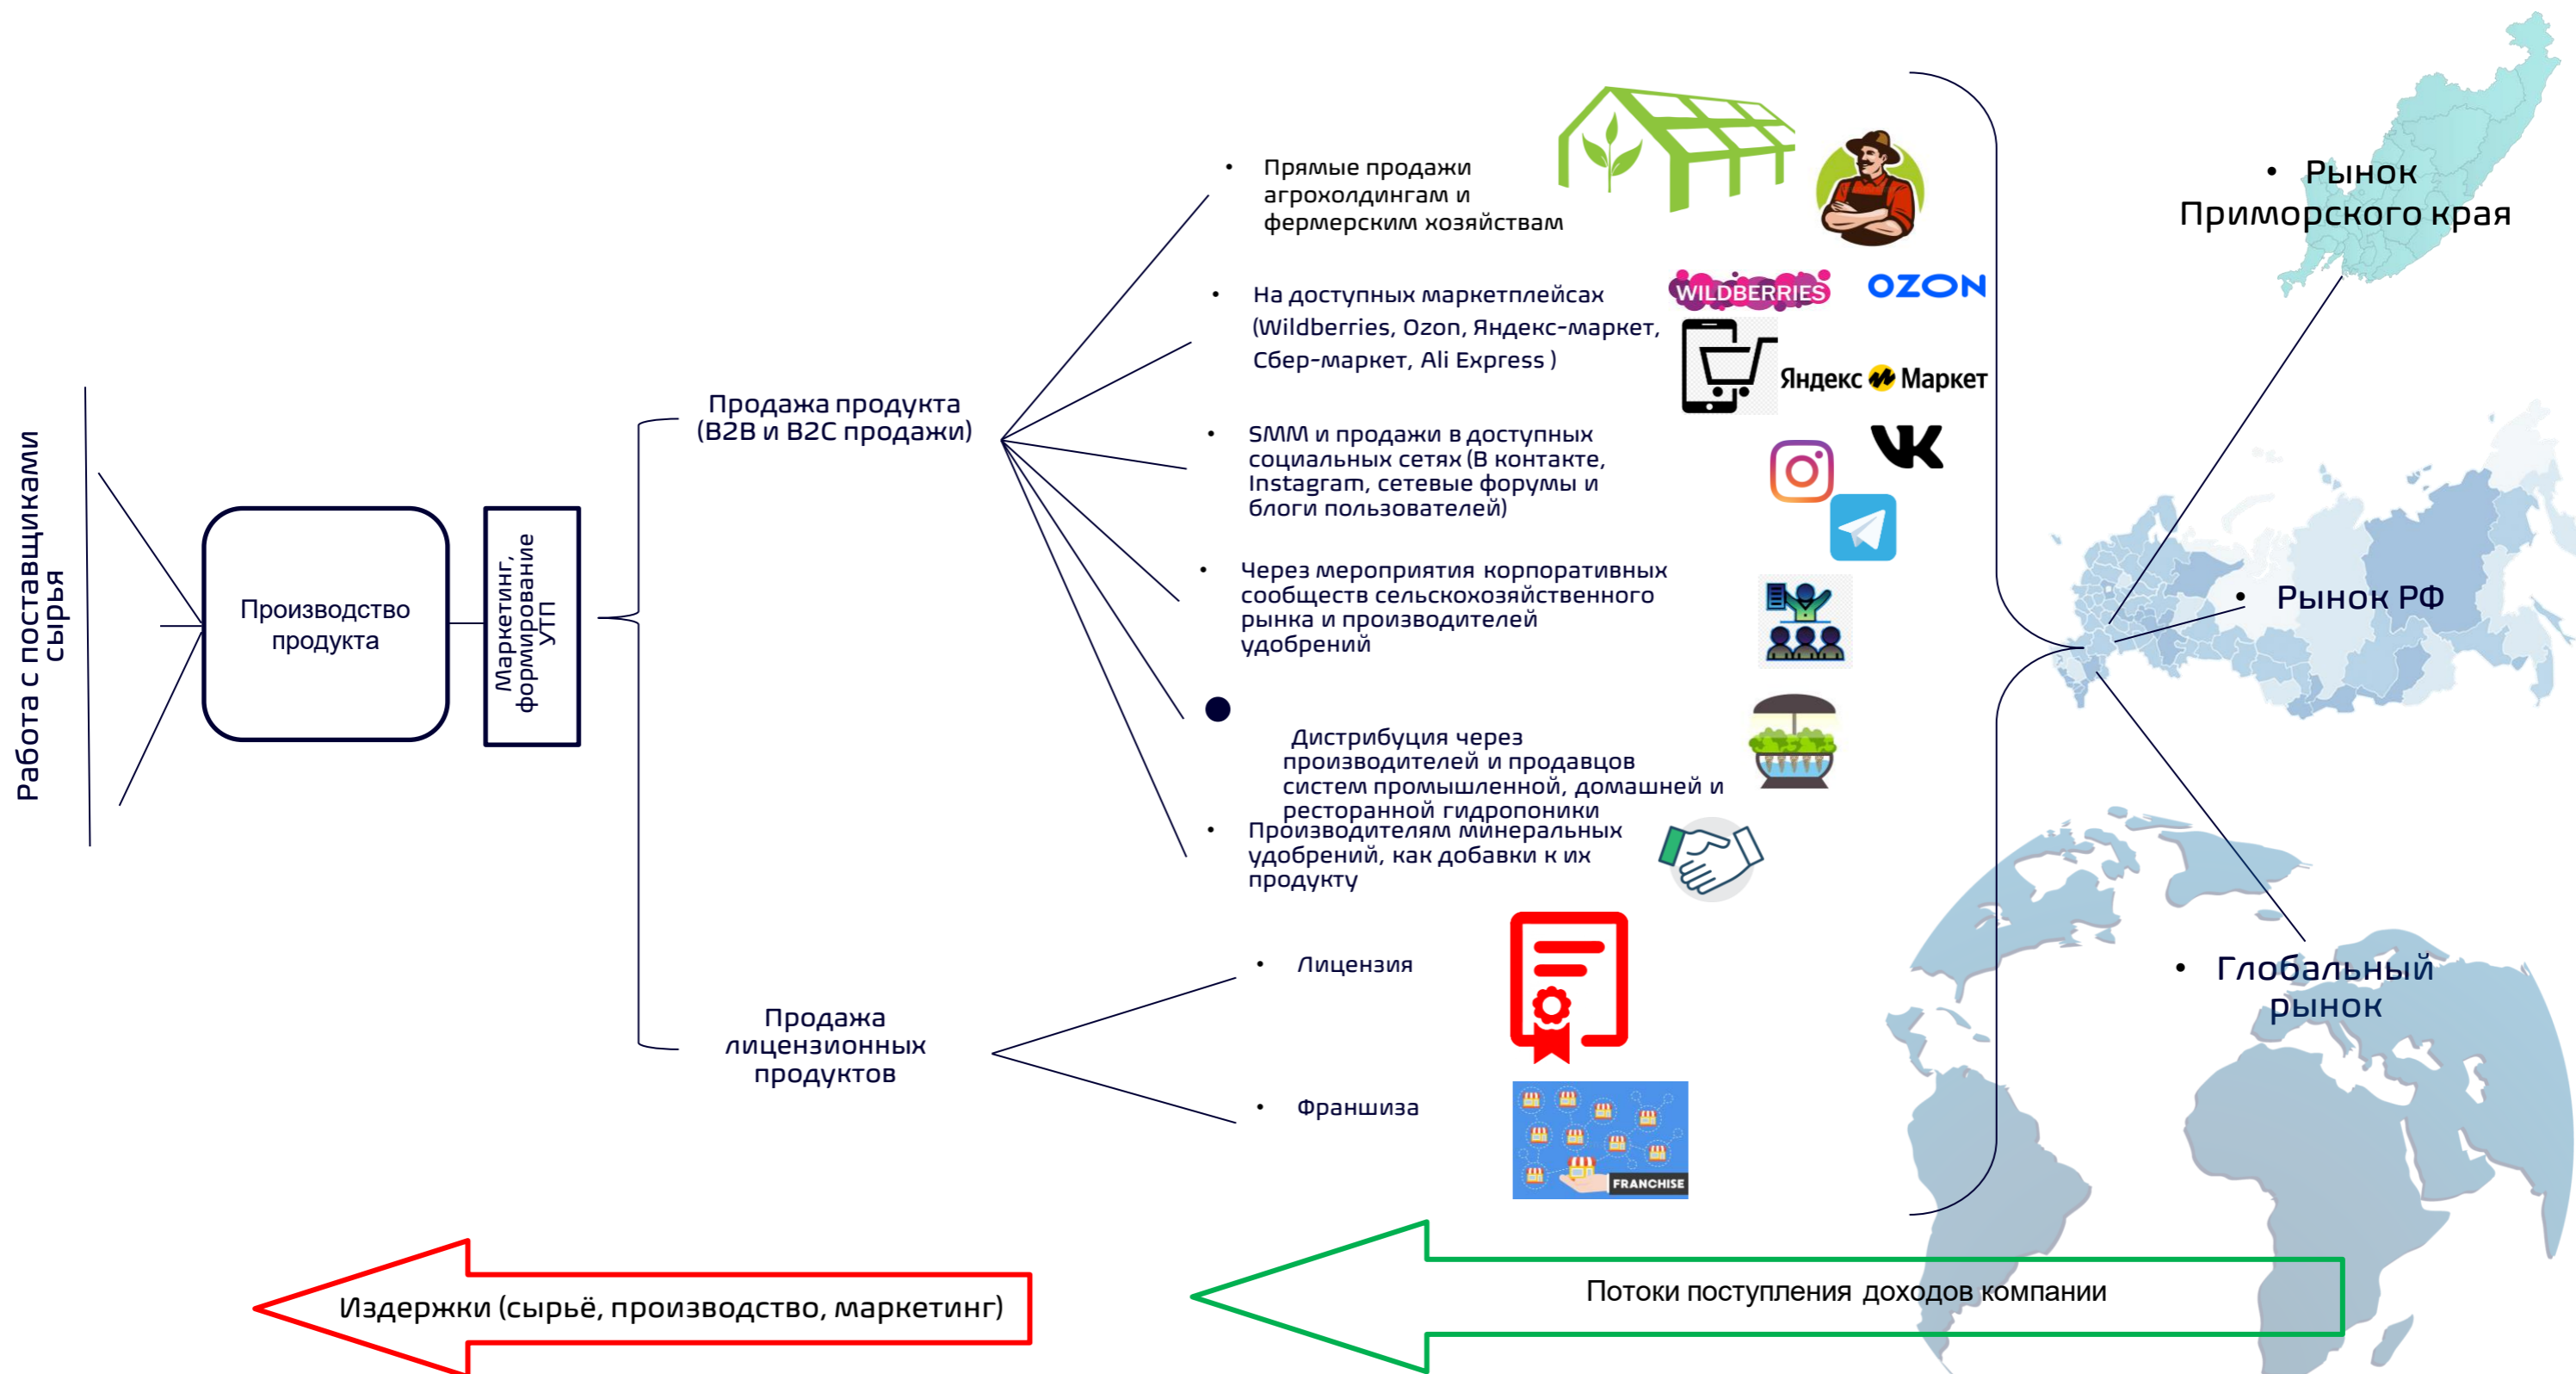 Работа с поставщиками
сырья
Производство
продукта
Маркетинг,
формирование
УТП
Продажа продукта
(B2B и B2C продажи)
• Прямые продажи
агрохолдингам и
фермерским хозяйствам
• На доступных маркетплейсах
(Wildberries, Ozon, Яндекс-маркет,
Сбер-маркет, Ali Express )
WILDBERRIES
OZON
Яндекс Маркет
• SMM и продажи в доступных
социальных сетях (В контакте,
Instagram, сетевые форумы и
блоги пользователей)
• Через мероприятия корпоративных
сообществ сельскохозяйственного
рынка и производителей
удобрений
• Дистрибуция через
производителей и продавцов
систем промышленной, домашней и
ресторанной гидропоники
• Производителям минеральных
удобрений, как добавки к их
продукту
Продажа
лицензионных
продуктов
• Лицензия
• Франшиза
FRANCHISE
• Рынок
Приморского края
• Рынок РФ
• Глобальный
рынок
Издержки (сырьё, производство, маркетинг)
Потоки поступления доходов компании